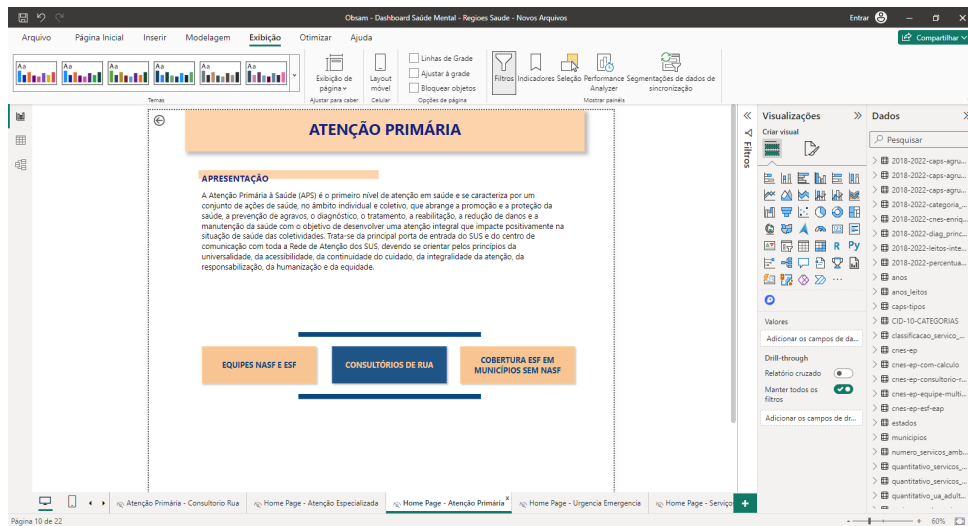 Obsam - Dashboard Saúde Mental - Regioes Saude - Novos Arquivos
Entrar
Arquivo
Página Inicial
Inserir
Modelagem
Exibição
Otimizar
Ajuda
Compartilhar
Aa
Aa
Aa
Aa
Aa
Aa
Temas
Exibição de página
Ajustar para caber
Layout móvel
Celular
Linhas de Grade
Ajustar à grade
Bloquear objetos
Opções de página
Filtros
Indicadores
Seleção
Performance Analyzer
Segmentações de dados de sincronização
Mostrar painéis
ATENÇÃO PRIMÁRIA
APRESENTAÇÃO
A Atenção Primária à Saúde (APS) é o primeiro nível de atenção em saúde e se caracteriza por um
conjunto de ações de saúde, no âmbito individual e coletivo, que abrange a promoção e a proteção da
saúde, a prevenção de agravos, o diagnóstico, o tratamento, a reabilitação, a redução de danos e a
manutenção da saúde com o objetivo de desenvolver uma atenção integral que impacte positivamente na
situação de saúde das coletividades. Trata-se da principal porta de entrada do SUS e do centro de
comunicação com toda a Rede de Atenção dos SUS, devendo se orientar pelos princípios da
universalidade, da acessibilidade, da continuidade do cuidado, da integralidade da atenção, da
responsabilização, da humanização e da equidade.
EQUIPES NASF E ESF
CONSULTÓRIOS DE RUA
COBERTURA ESF EM
MUNICÍPIOS SEM NASF
Filtros
Visualizações
Criar visual
R
Py
...
Valores
Adicionar os campos de da...
Drill-through
Relatório cruzado
Manter todos os
filtros
Adicionar os campos de dr...
Dados
Pesquisar
2018-2022-caps-agru...
2018-2022-caps-agru...
2018-2022-caps-agru...
2018-2022-categoria_...
2018-2022-cnes-enriq...
2018-2022-diag_princ...
2018-2022-leitos-inte...
2018-2022-percentua...
anos
anos_leitos
caps-tipos
CID-10-CATEGORIAS
classificacao_servico_...
cnes-ep
cnes-ep-com-calculo
cnes-ep-consultorio-r...
cnes-ep-equipe-multi...
cnes-ep-esf-eap
estados
municipios
numero_servicos_amb...
quantitativo_servicos_...
quantitativo_ua_adult...
Atenção Primária - Consultorio Rua
Home Page - Atenção Especializada
Home Page - Atenção Primária
x
Home Page - Urgencia Emergencia
Home Page - Serviço
+
Página 10 de 22
- + 60%